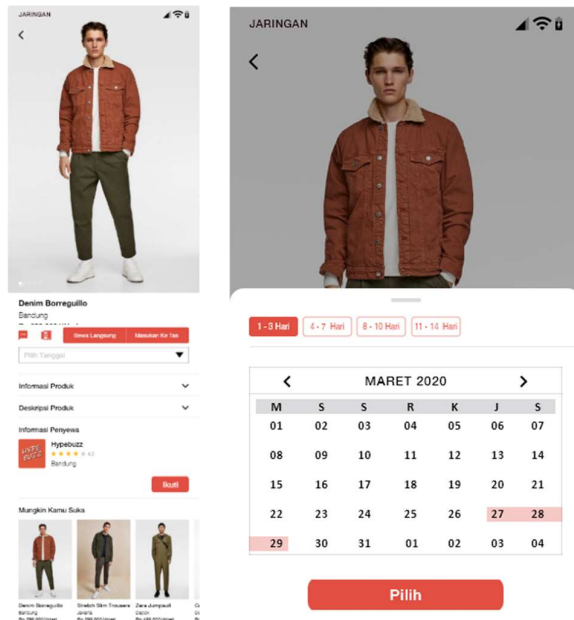 JARINGAN
Denim Borreguillo
Bandung
Sewa Langsung
Masukan Ke Tas
Pilih Tanggal
Informasi Produk
Deskripsi Produk
Informasi Penyewa
HYPE BUZZ
Hypebuzz
Bandung
Ikuti
Mungkin Kamu Suka
Denim Borreguillo
Stretch Slim Trousers
Zara Jumpsuit
Bandung
Jakarta
Depok
JARINGAN
1 - 3 Hari
4 - 7 Hari
8 - 10 Hari
11 - 14 Hari
MARET 2020
M S S R K J S
01 02 03 04 05 06 07
08 09 10 11 12 13 14
15 16 17 18 19 20 21
22 23 24 25 26 27 28
29 30 31 01 02 03 04
Pilih